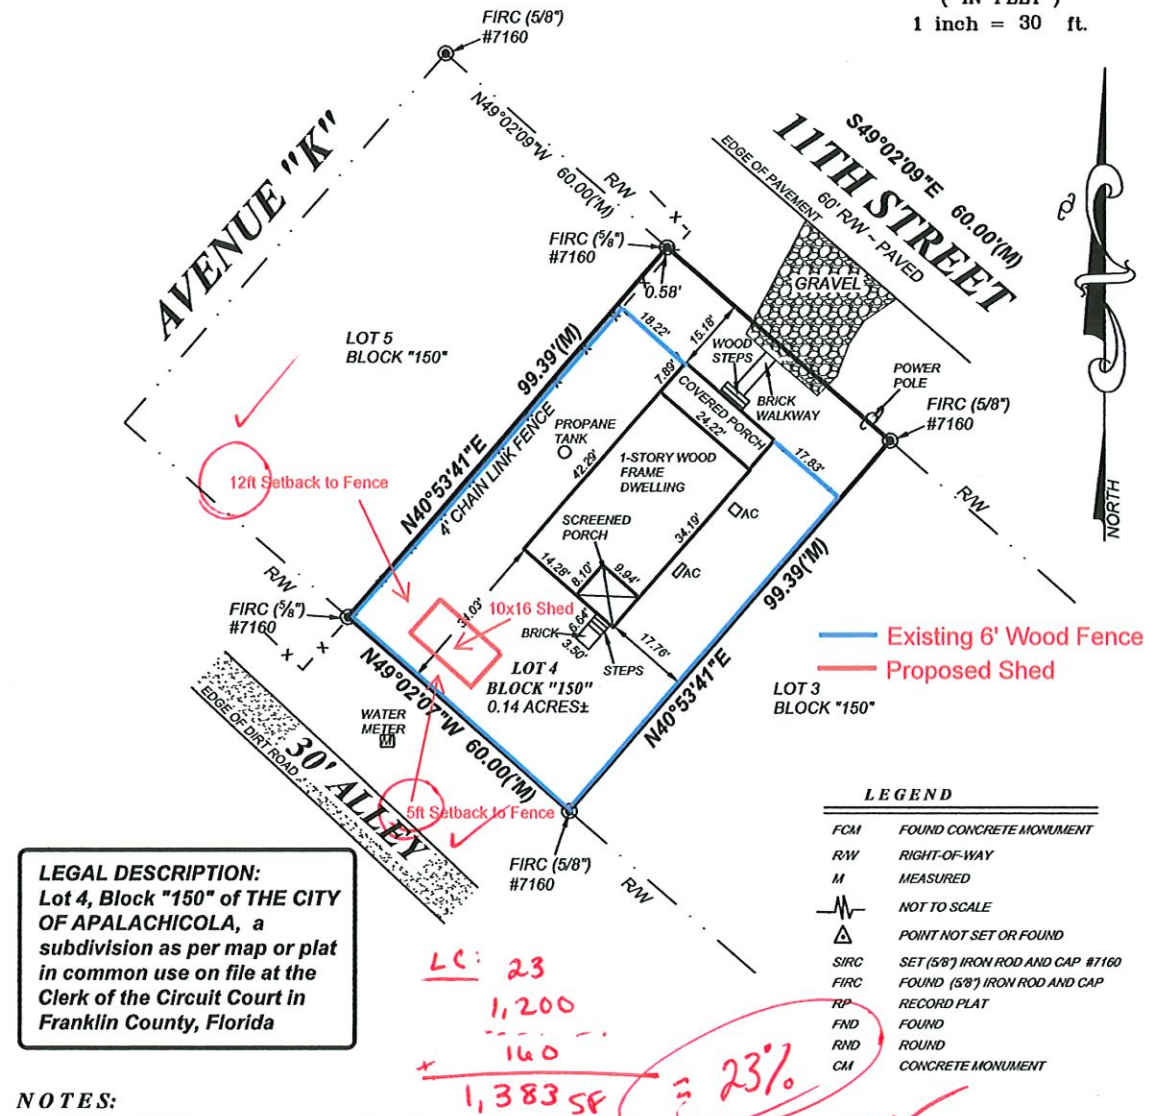 ( IN FEET )
1 inch = 30 ft.
FIRC (5/8")
#7160
N49°02'09"W 60.00'(M)
R/W
AVENUE "K"
S49°02'09"E 60.00'(M)
11TH STREET
60' R/W ~ PAVED
EDGE OF PAVEMENT
GRAVEL
FIRC (5/8")
#7160
0.58'
LOT 5
BLOCK "150"
99.39'(M)
N40°53'41"E
4' CHAIN LINK FENCE
18.22'
15.18'
7.89'
WOOD
STEPS
COVERED PORCH
24.22'
BRICK
WALKWAY
POWER
POLE
FIRC (5/8")
#7160
17.83'
R/W
PROPANE
TANK
42.29'
1-STORY WOOD
FRAME
DWELLING
AC
SCREENED
PORCH
34.19'
AC
14.28'
8.10'
9.94'
6.64'
3.50'
BRICK
STEPS
17.76'
99.39('M)
N40°53'41"E
NORTH
12ft Setback to Fence
R/W
FIRC (5/8")
#7160
10x16 Shed
LOT 4
BLOCK "150"
0.14 ACRES±
N49°02'07"W 60.00('M)
LOT 3
BLOCK "150"
Existing 6' Wood Fence
Proposed Shed
WATER
METER
M
30' ALLEY
EDGE OF DIRT ROAD
5ft Setback to Fence
FIRC (5/8")
#7160
R/W
LEGEND
FCM FOUND CONCRETE MONUMENT
R/W RIGHT-OF-WAY
M MEASURED
NOT TO SCALE
POINT NOT SET OR FOUND
SIRC SET (5/8") IRON ROD AND CAP #7160
FIRC FOUND (5/8") IRON ROD AND CAP
RP RECORD PLAT
FND FOUND
RND ROUND
CM CONCRETE MONUMENT
LEGAL DESCRIPTION:
Lot 4, Block "150" of THE CITY
OF APALACHICOLA, a
subdivision as per map or plat
in common use on file at the
Clerk of the Circuit Court in
Franklin County, Florida
LC: 23
1,200
+ 160
1,383 SF
= 23%
NOTES: